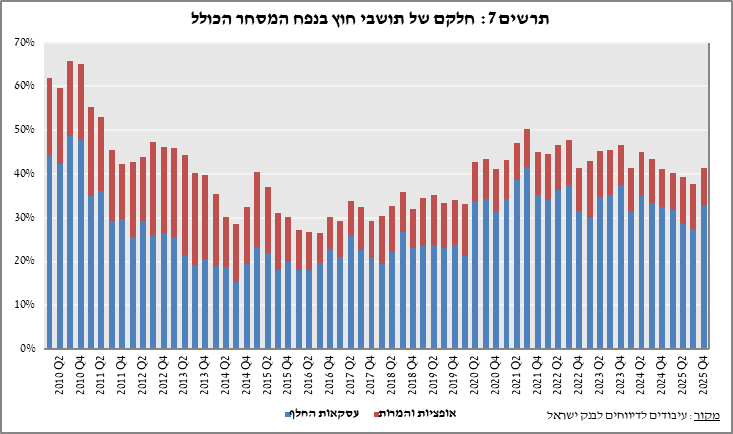 תרשים 7: חלקם של תושבי חוץ בנפח המסחר הכולל
70%
60%
50%
40%
30%
20%
10%
0%
2010 Q2
2010 Q4
2011 Q2
2011 Q4
2012 Q2
2012 Q4
2013 Q2
2013 Q4
2014 Q2
2014 Q4
2015 Q2
2015 Q4
2016 Q2
2016 Q4
2017 Q2
2017 Q4
2018 Q2
2018 Q4
2019 Q2
2019 Q4
2020 Q2
2020 Q4
2021 Q2
2021 Q4
2022 Q2
2022 Q4
2023 Q2
2023 Q4
2024 Q2
2024 Q4
2025 Q2
2025 Q4
אופציות והמרות
עסקאות החלף
מקור: עיבודים לדיווחים לבנק ישראל